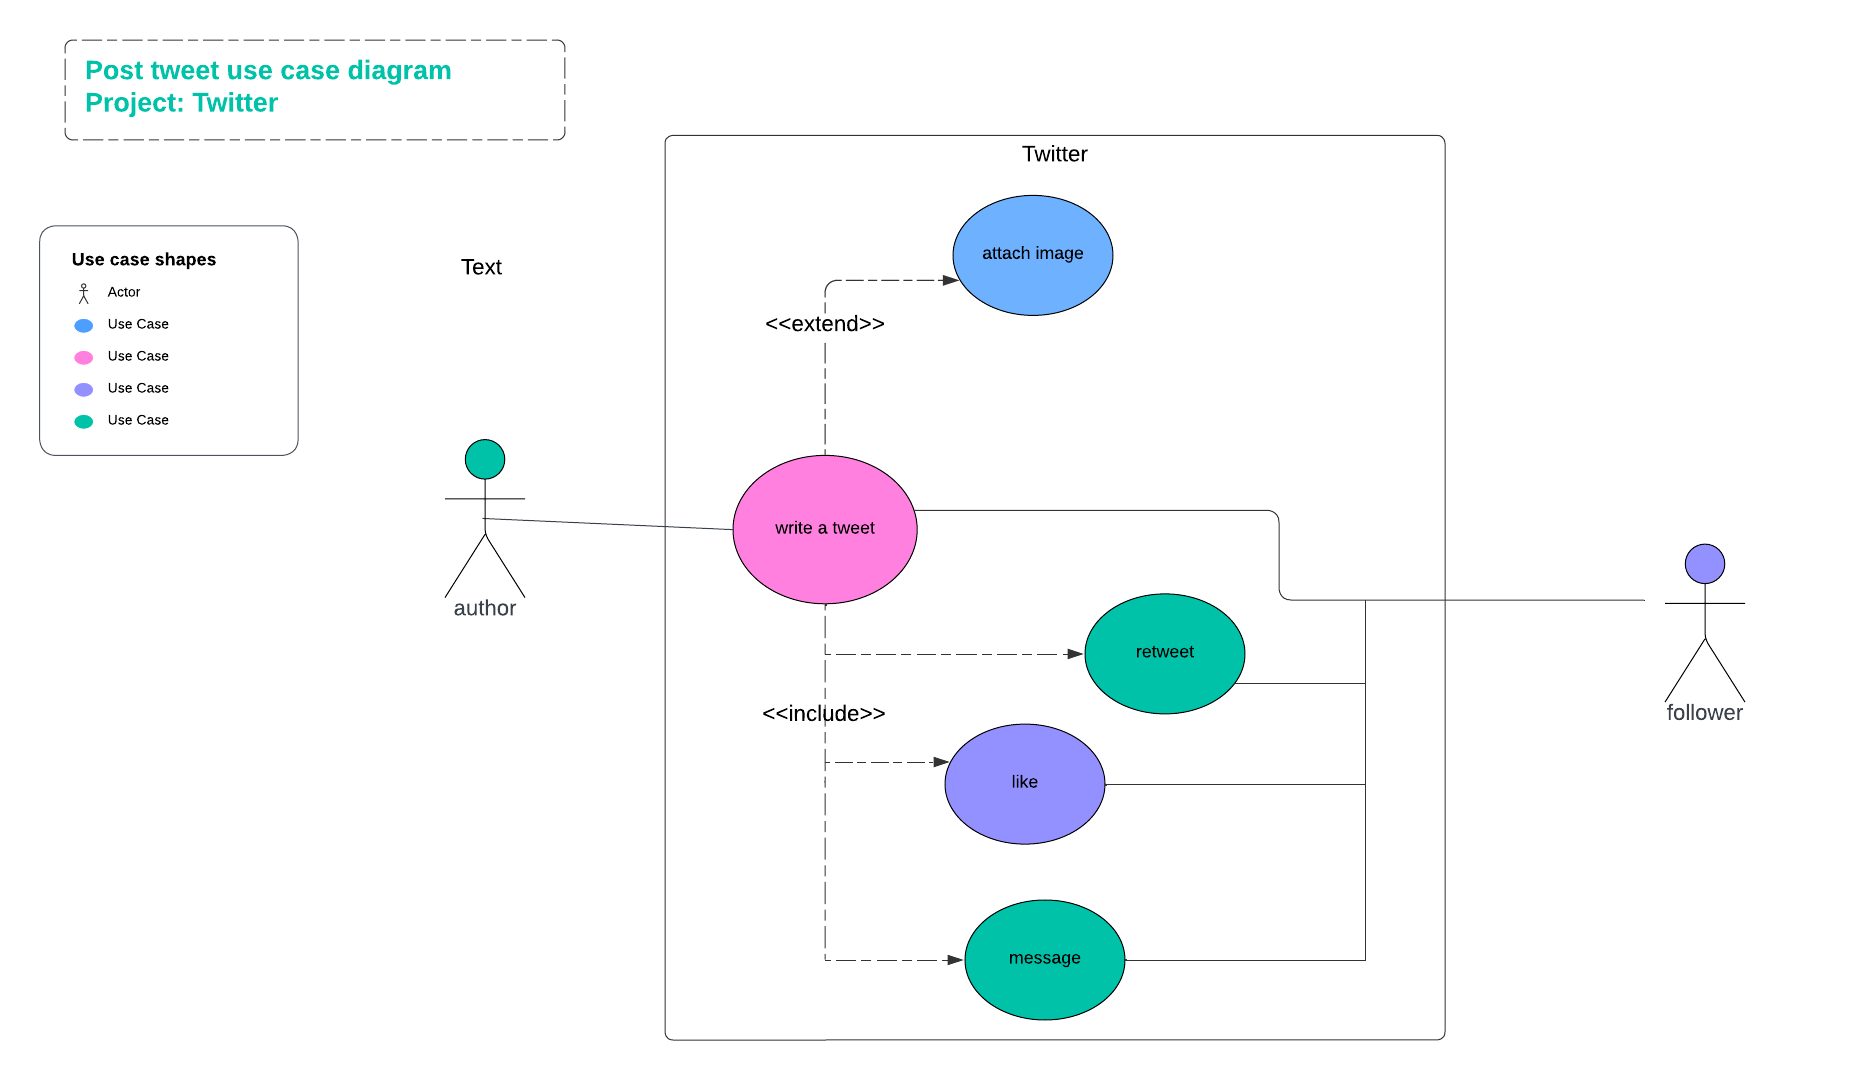 Post tweet use case diagram
Project: Twitter
Twitter
Use case shapes
Actor
Use Case
Use Case
Use Case
Use Case
Text
attach image
<<extend>>
write a tweet
author
retweet
<<include>>
follower
like
message